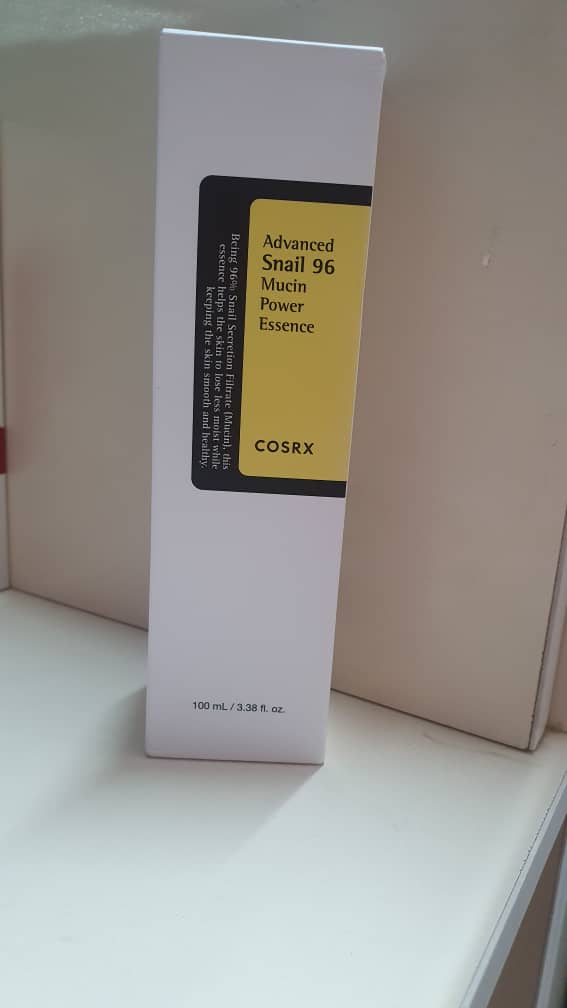 Advanced
Snail 96
Mucin
Power
Essence
COSRX
Being 96% Snail Secretion Filtrate (Mucin), this
essence helps the skin to lose less moist while
keeping the skin smooth and healthy.
100 mL / 3.38 fl. oz.